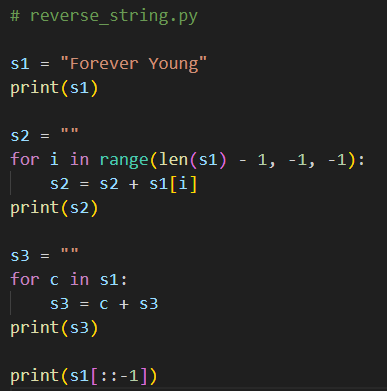 # reverse_string.py
s1 = "Forever Young"
print(s1)
s2 = ""
for i in range(len(s1) - 1, -1, -1):
    s2 = s2 + s1[i]
print(s2)
s3 = ""
for c in s1:
    s3 = c + s3
print(s3)
print(s1[::-1])